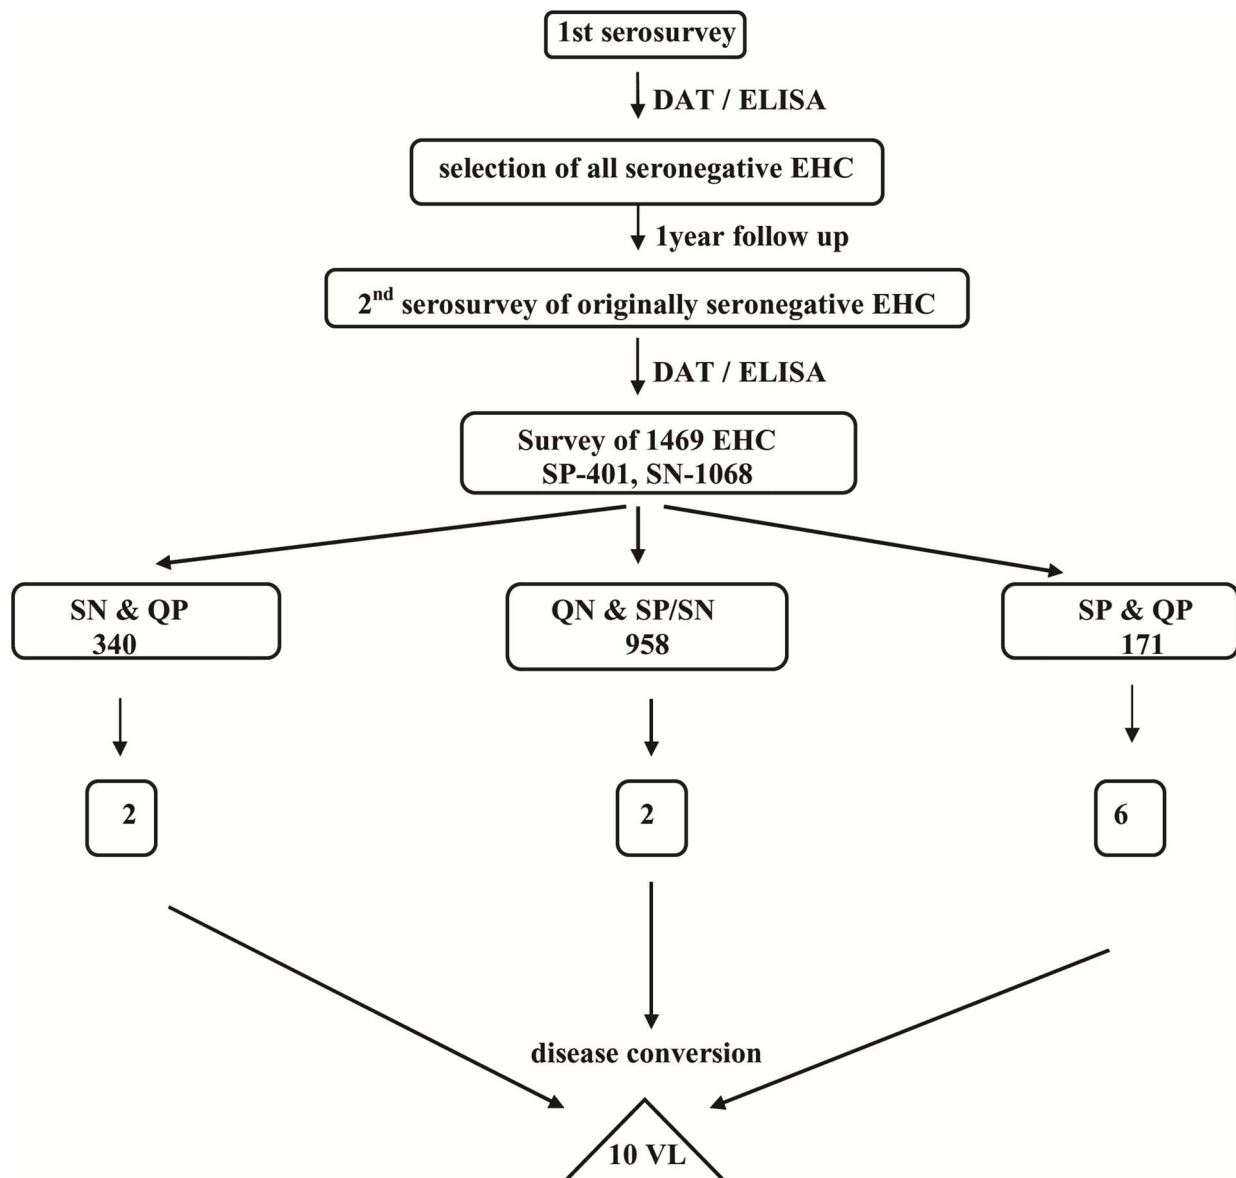 1st serosurvey
DAT / ELISA
selection of all seronegative EHC
1year follow up
2nd serosurvey of originally seronegative EHC
DAT / ELISA
Survey of 1469 EHC
SP-401, SN-1068
SN & QP
340
QN & SP/SN
958
SP & QP
171
2
2
6
disease conversion
10 VL